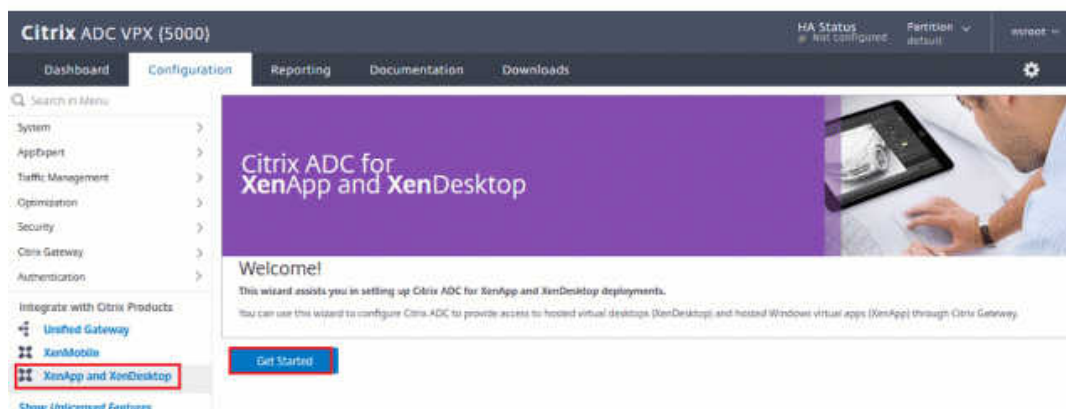 Citrix ADC VPX (5000)
HA Status
Not configured
Partition
default
nsroot
Dashboard
Configuration
Reporting
Documentation
Downloads
Search in Menu
System
AppExpert
Traffic Management
Optimization
Security
Citrix Gateway
Authentication
Integrate with Citrix Products
Unified Gateway
XenMobile
XenApp and XenDesktop
Show Unlicensed Features
Citrix ADC for
XenApp and XenDesktop
Welcome!
This wizard assists you in setting up Citrix ADC for XenApp and XenDesktop deployments.
You can use this wizard to configure Citrix ADC to provide access to hosted virtual desktops (XenDesktop) and hosted Windows virtual apps (XenApp) through Citrix Gateway.
Get Started